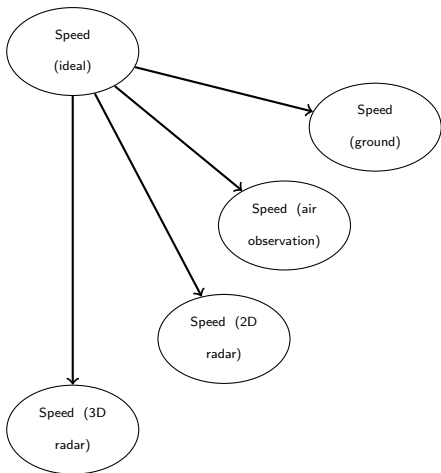 Speed
(ideal)
Speed
(ground)
Speed (air
observation)
Speed (2D
radar)
Speed (3D
radar)